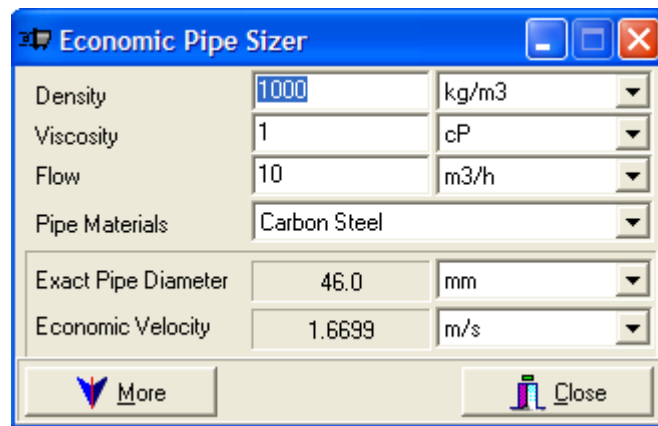 Economic Pipe Sizer
Density 1000 kg/m3
Viscosity 1 cP
Flow 10 m3/h
Pipe Materials Carbon Steel
Exact Pipe Diameter 46.0 mm
Economic Velocity 1.6699 m/s
More Close